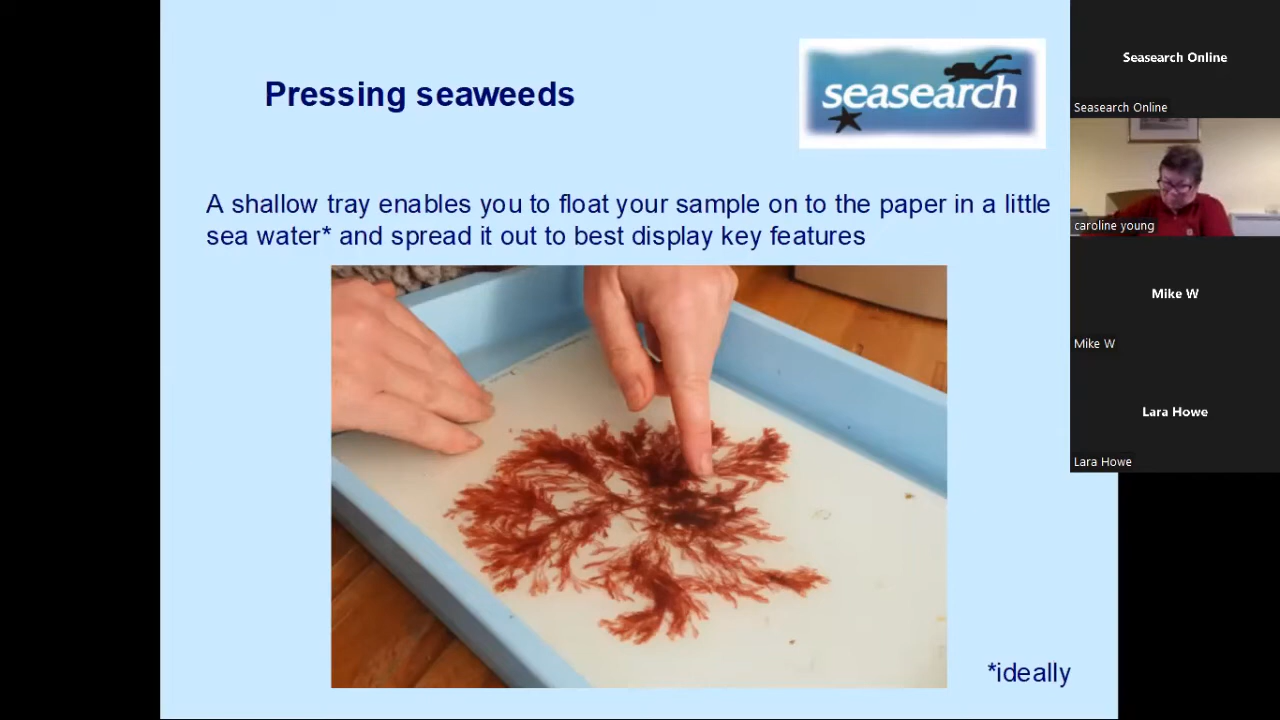 Pressing seaweeds
seasearch
A shallow tray enables you to float your sample on to the paper in a little
sea water* and spread it out to best display key features
*ideally
Seasearch Online
Seasearch Online
caroline young
Mike W
Mike W
Lara Howe
Lara Howe